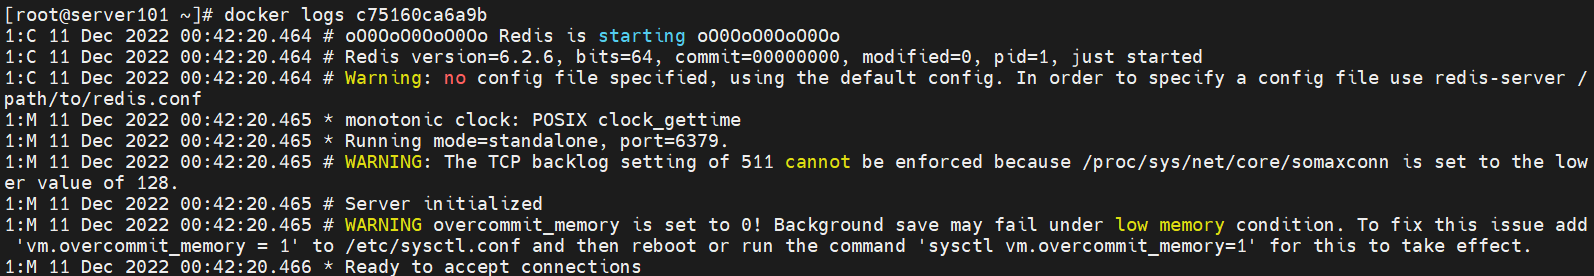 [root@server101 ~]# docker logs c75160ca6a9b
1:C 11 Dec 2022 00:42:20.464 # oO0OoO0OoO0Oo Redis is starting oO0OoO0OoO0Oo
1:C 11 Dec 2022 00:42:20.464 # Redis version=6.2.6, bits=64, commit=00000000, modified=0, pid=1, just started
1:C 11 Dec 2022 00:42:20.464 # Warning: no config file specified, using the default config. In order to specify a config file use redis-server /
path/to/redis.conf
1:M 11 Dec 2022 00:42:20.465 * monotonic clock: POSIX clock_gettime
1:M 11 Dec 2022 00:42:20.465 * Running mode=standalone, port=6379.
1:M 11 Dec 2022 00:42:20.465 # WARNING: The TCP backlog setting of 511 cannot be enforced because /proc/sys/net/core/somaxconn is set to the low
er value of 128.
1:M 11 Dec 2022 00:42:20.465 # Server initialized
1:M 11 Dec 2022 00:42:20.465 # WARNING overcommit_memory is set to 0! Background save may fail under low memory condition. To fix this issue add
 'vm.overcommit_memory = 1' to /etc/sysctl.conf and then reboot or run the command 'sysctl vm.overcommit_memory=1' for this to take effect.
1:M 11 Dec 2022 00:42:20.466 * Ready to accept connections